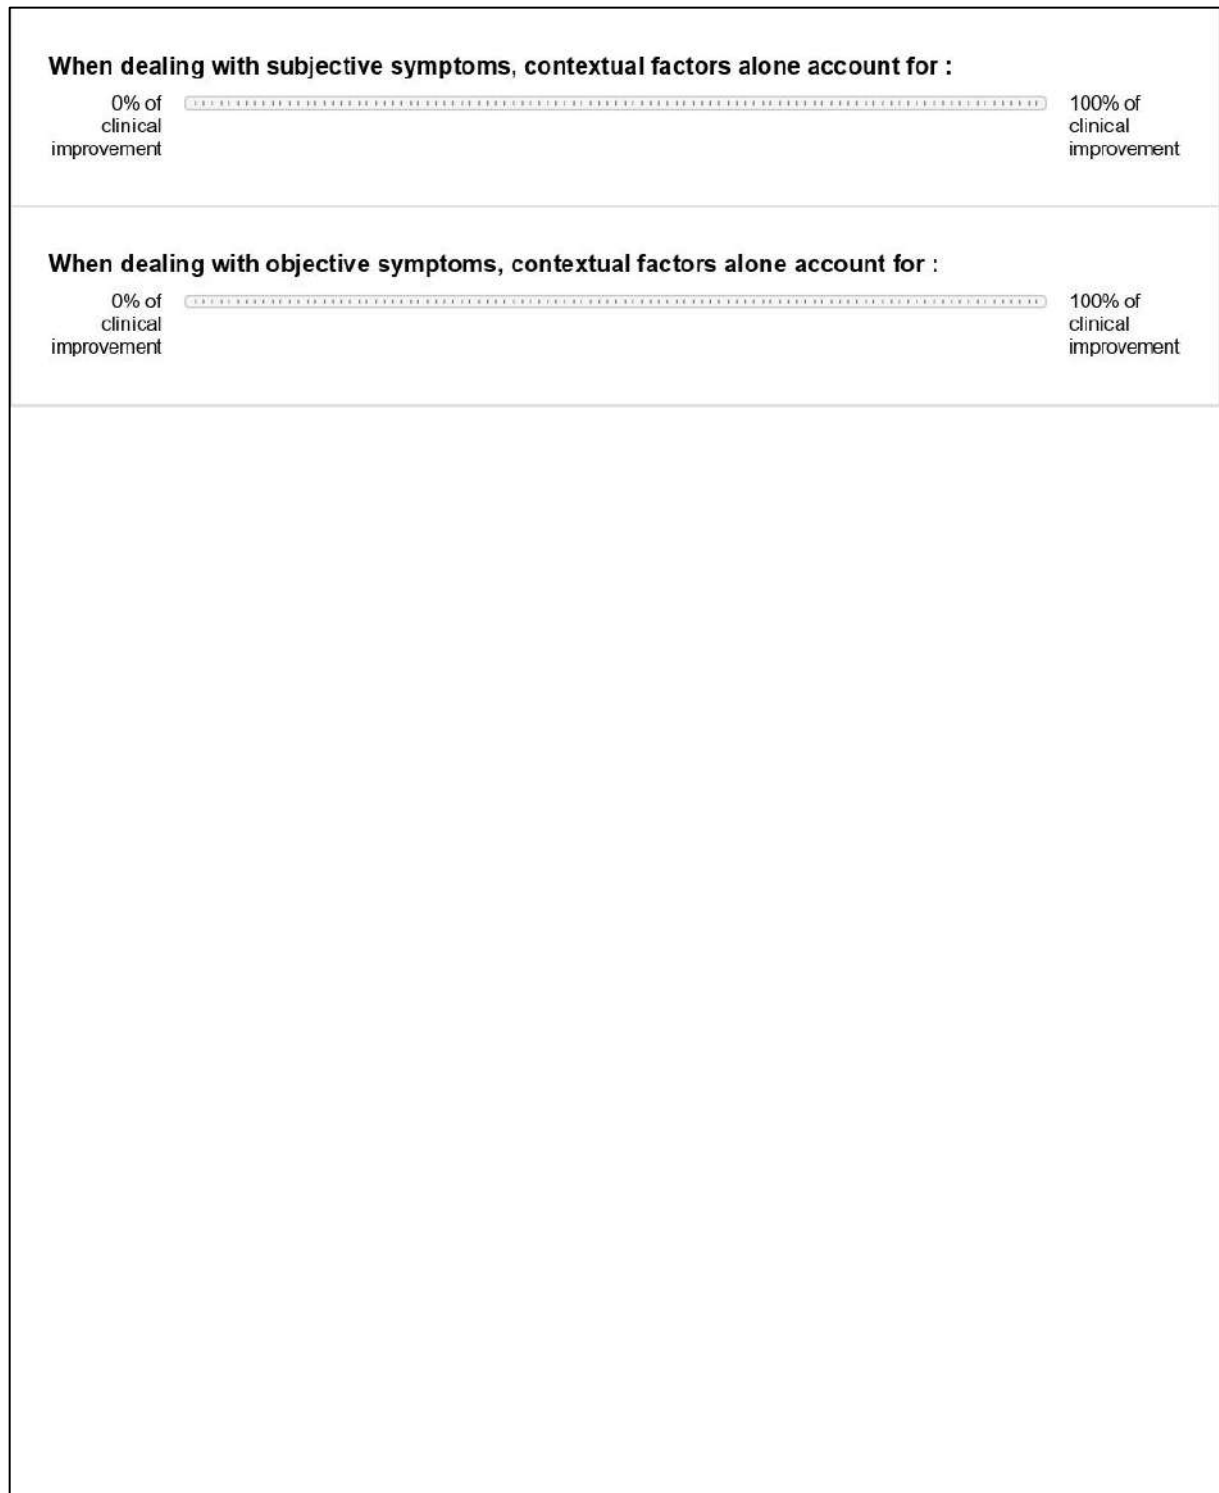 When dealing with subjective symptoms, contextual factors alone account for :
0% of
clinical
improvement
100% of
clinical
improvement
When dealing with objective symptoms, contextual factors alone account for :
0% of
clinical
improvement
100% of
clinical
improvement